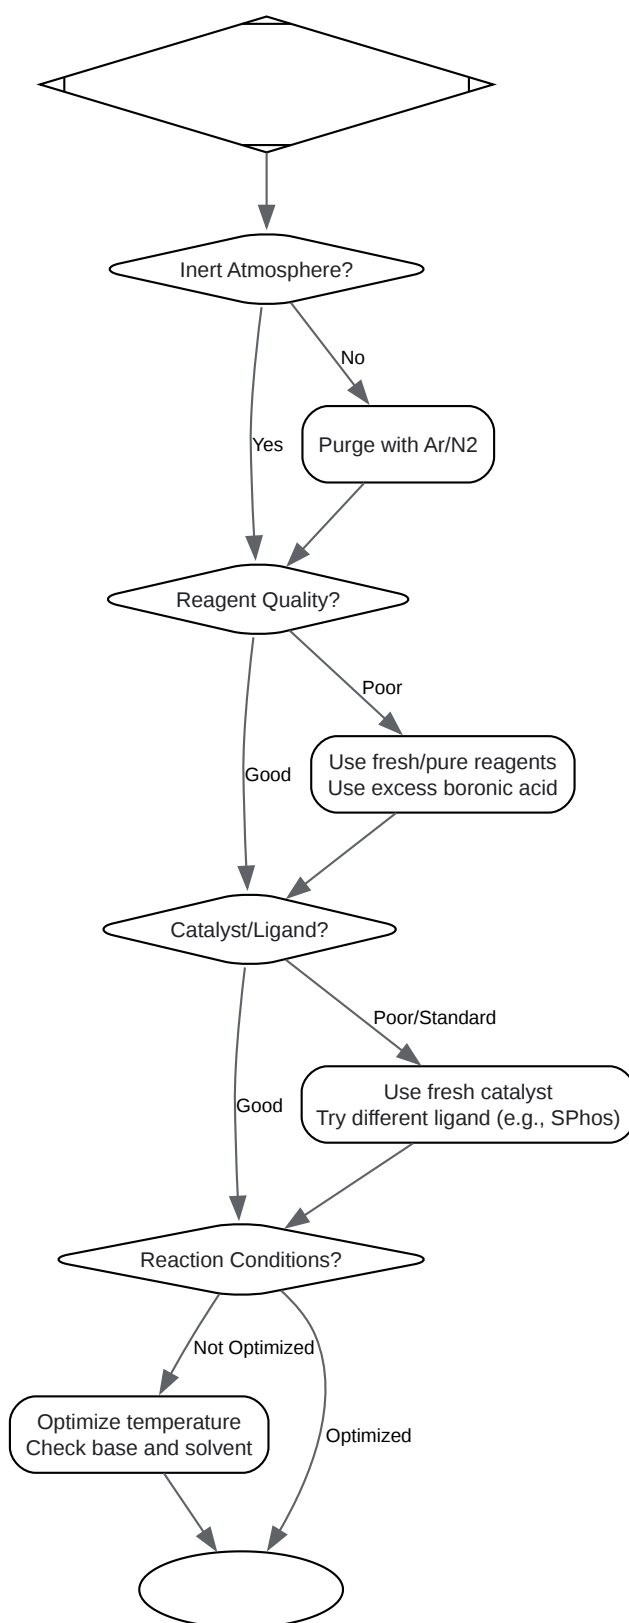 Inert Atmosphere?
No
Yes
Purge with Ar/N2
Reagent Quality?
Poor
Good
Use fresh/pure reagents
Use excess boronic acid
Catalyst/Ligand?
Poor/Standard
Good
Use fresh catalyst
Try different ligand (e.g., SPhos)
Reaction Conditions?
Not Optimized
Optimize temperature
Check base and solvent
Optimized